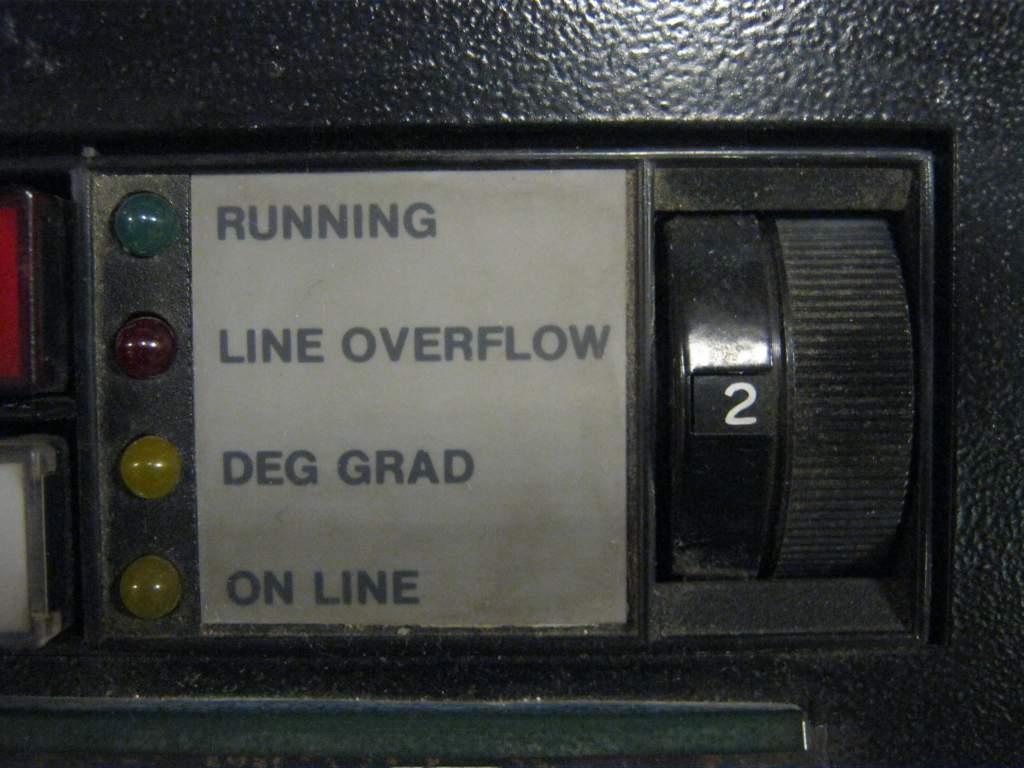 RUNNING
LINE OVERFLOW
DEG GRAD
ON LINE
2